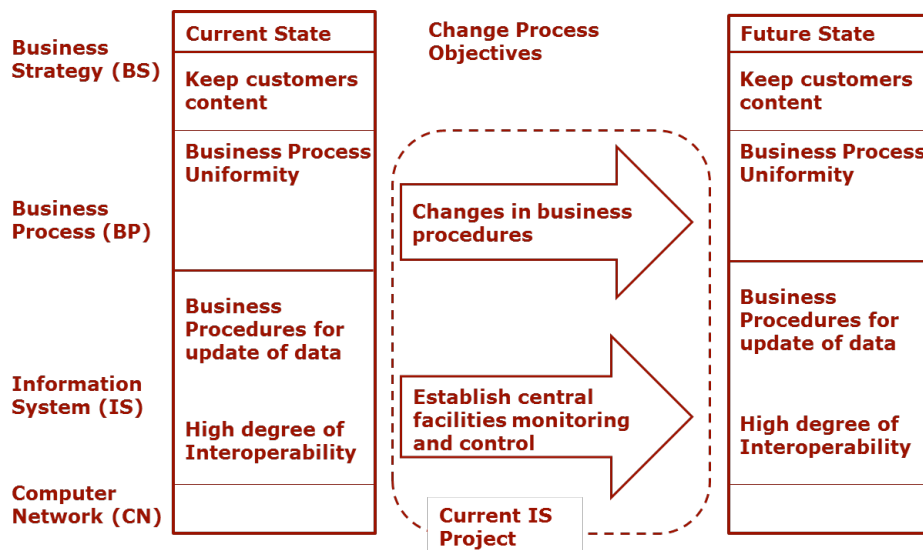 Business
Strategy (BS)
Current State
Change Process
Objectives
Future State
Keep customers
content
Keep customers
content
Business Process (BP)
Business Process
Uniformity
Changes in business
procedures
Business Process
Uniformity
Business
Procedures for
update of data
Business
Procedures for
update of data
Information
System (IS)
Establish central
facilities monitoring
and control
High degree of
Interoperability
High degree of
Interoperability
Computer
Network (CN)
Current IS
Project